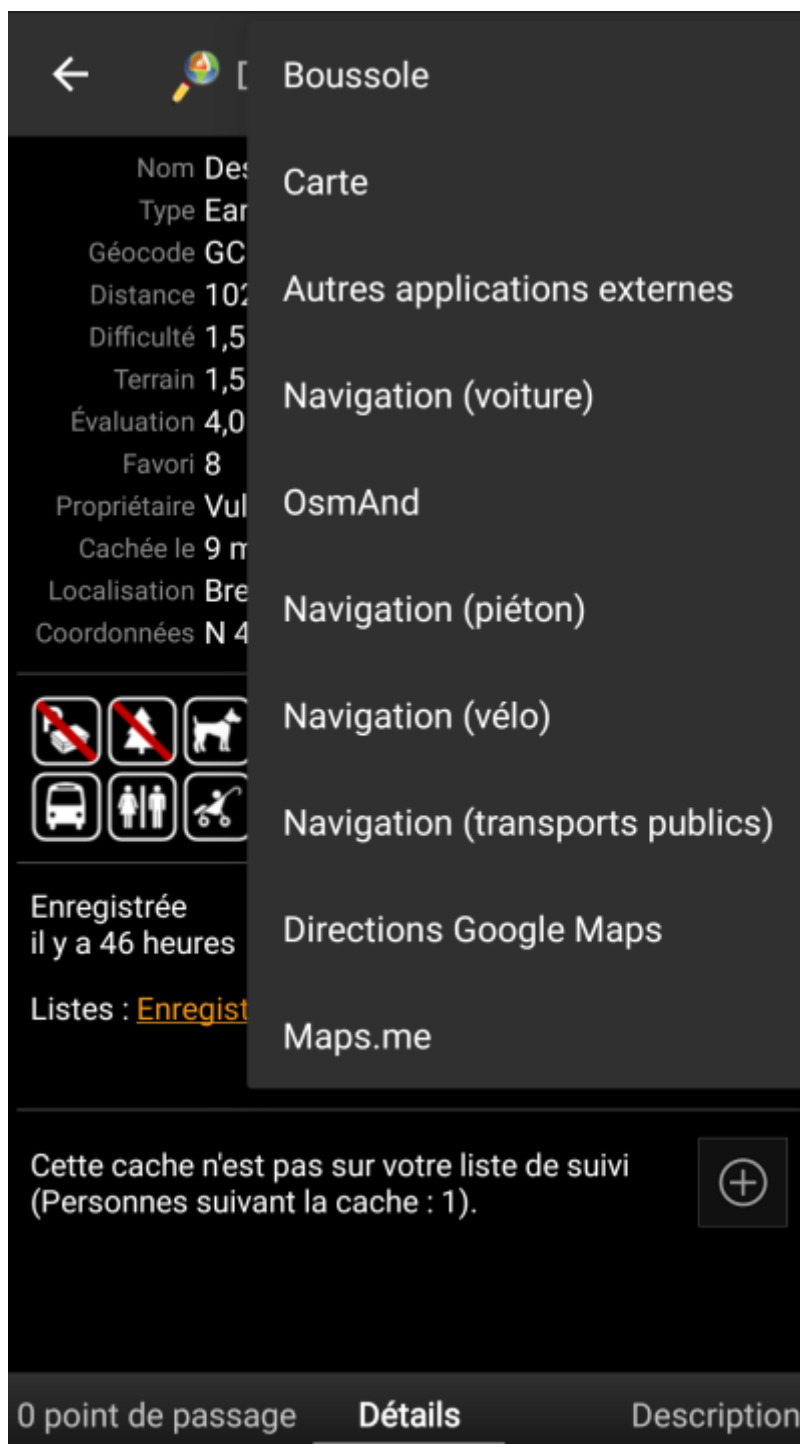 Boussole
Carte
Autres applications externes
Navigation (voiture)
OsmAnd
Navigation (piéton)
Navigation (vélo)
Navigation (transports publics)
Directions Google Maps
Maps.me
Nom
Type
Géocode GC
Distance
Difficulté 1,5
Terrain 1,5
Évaluation 4,0
Favori 8
Propriétaire Vul
Cachée le 9 m
Localisation Bre
Coordonnées N 4
Enregistrée
il y a 46 heures
Listes : Enregist
Cette cache n'est pas sur votre liste de suivi
(Personnes suivant la cache : 1).
0 point de passage
Détails
Description